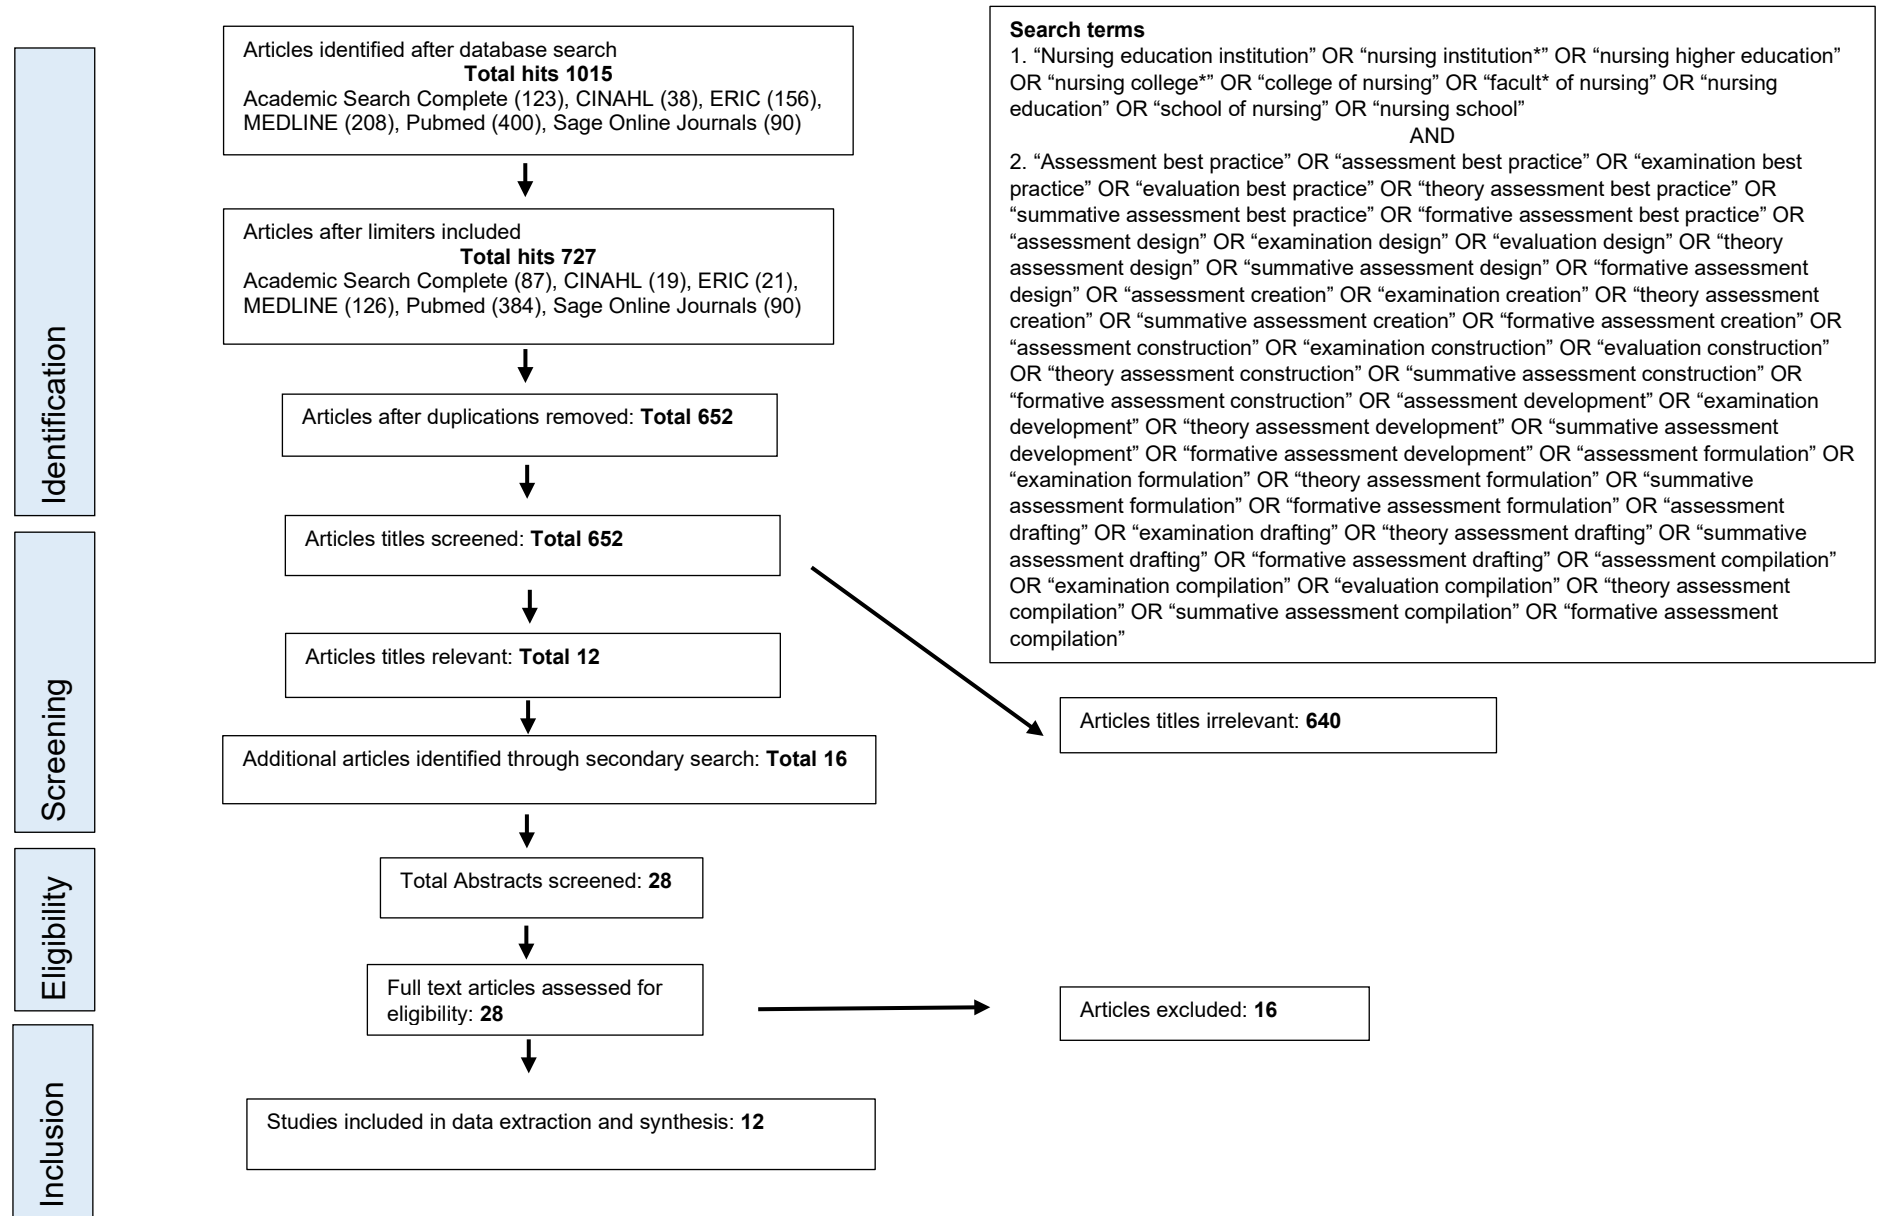 Identification
Screening
Eligibility
Inclusion
Articles identified after database search
Total hits 1015
Academic Search Complete (123), CINAHL (38), ERIC (156),
MEDLINE (208), Pubmed (400), Sage Online Journals (90)
Articles after limiters included
Total hits 727
Academic Search Complete (87), CINAHL (19), ERIC (21),
MEDLINE (126), Pubmed (384), Sage Online Journals (90)
Articles after duplications removed: Total 652
Articles titles screened: Total 652
Articles titles relevant: Total 12
Additional articles identified through secondary search: Total 16
Total Abstracts screened: 28
Full text articles assessed for
eligibility: 28
Studies included in data extraction and synthesis: 12
Search terms
1. “Nursing education institution” OR “nursing institution*” OR “nursing higher education”
OR “nursing college*” OR “college of nursing” OR “facult* of nursing” OR “nursing
education” OR “school of nursing” OR “nursing school”
AND
2. “Assessment best practice” OR “assessment best practice” OR “examination best
practice” OR “evaluation best practice” OR “theory assessment best practice” OR
“summative assessment best practice” OR “formative assessment best practice” OR
“assessment design” OR “examination design” OR “evaluation design” OR “theory
assessment design” OR “summative assessment design” OR “formative assessment
design” OR “assessment creation” OR “examination creation” OR “theory assessment
creation” OR “summative assessment creation” OR “formative assessment creation” OR
“assessment construction” OR “examination construction” OR “evaluation construction”
OR “theory assessment construction” OR “summative assessment construction” OR
“formative assessment construction” OR “assessment development” OR “examination
development” OR “theory assessment development” OR “summative assessment
development” OR “formative assessment development” OR “assessment formulation” OR
“examination formulation” OR “theory assessment formulation” OR “summative
assessment formulation” OR “formative assessment formulation” OR “assessment
drafting” OR “examination drafting” OR “theory assessment drafting” OR “summative
assessment drafting” OR “formative assessment drafting” OR “assessment compilation”
OR “examination compilation” OR “evaluation compilation” OR “theory assessment
compilation” OR “summative assessment compilation” OR “formative assessment
compilation”
Articles titles irrelevant: 640
Articles excluded: 16